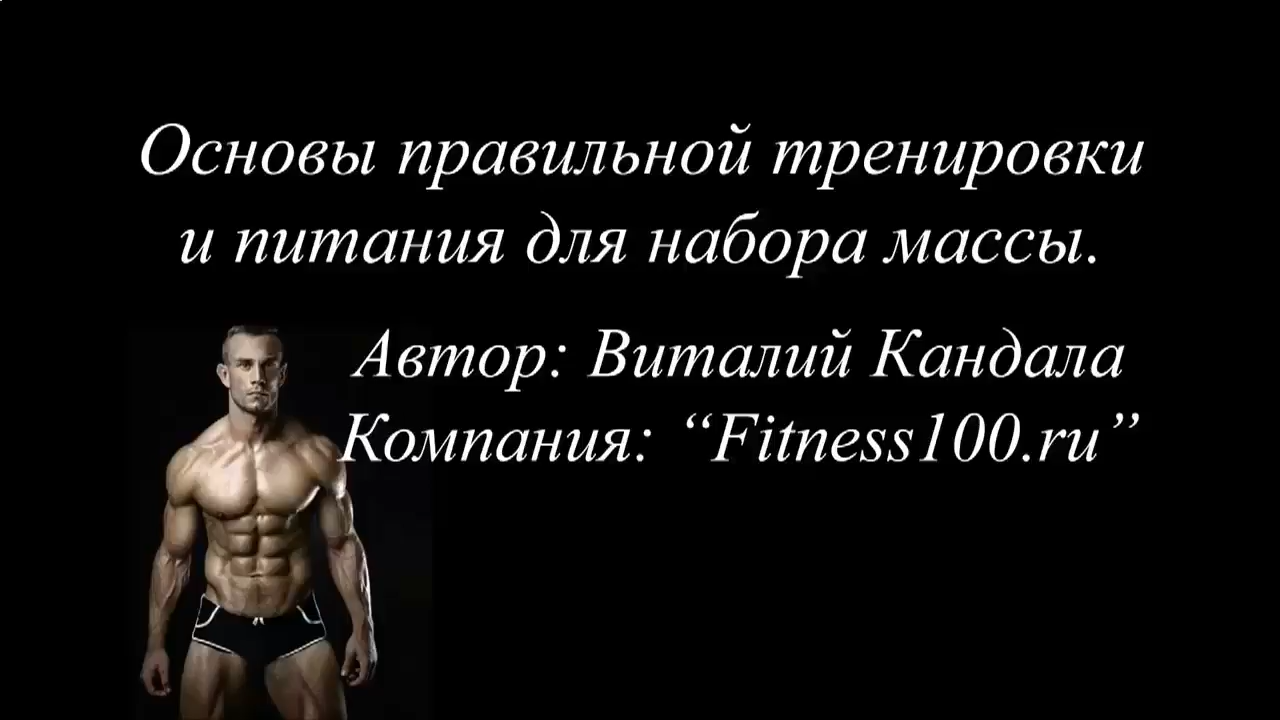 Основы правильной тренировки
и питания для набора массы.
Автор: Виталий Кандала
Компания: “Fitness100.ru”